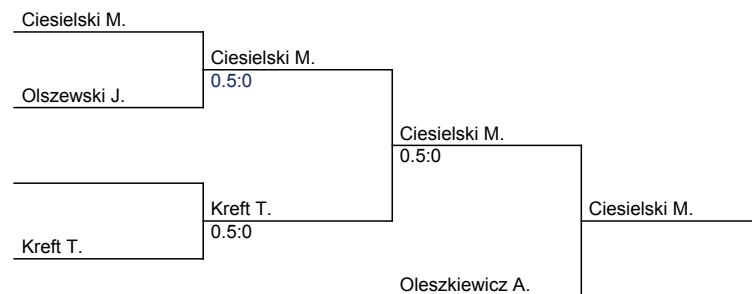 Ciesielski M.
Ciesielski M.
0.5:0
Olszewski J.
Ciesielski M.
0.5:0
Kreft T.
0.5:0
Ciesielski M.
Kreft T.
Oleszkiewicz A.